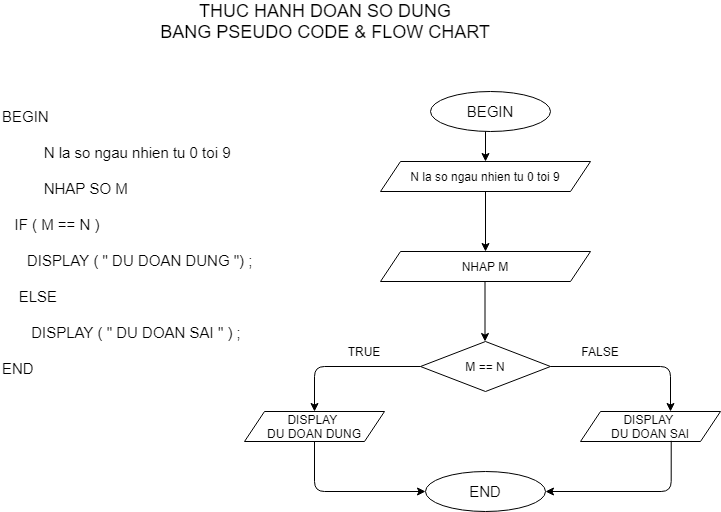 THUC HANH DOAN SO DUNG
BANG PSEUDO CODE & FLOW CHART
BEGIN
N la so ngau nhien tu 0 toi 9
NHAP SO M
IF ( M == N )
DISPLAY ( " DU DOAN DUNG ") ;
ELSE
DISPLAY ( " DU DOAN SAI " ) ;
END
BEGIN
N la so ngau nhien tu 0 toi 9
NHAP M
TRUE
M == N
FALSE
DISPLAY
DU DOAN DUNG
DISPLAY
DU DOAN SAI
END